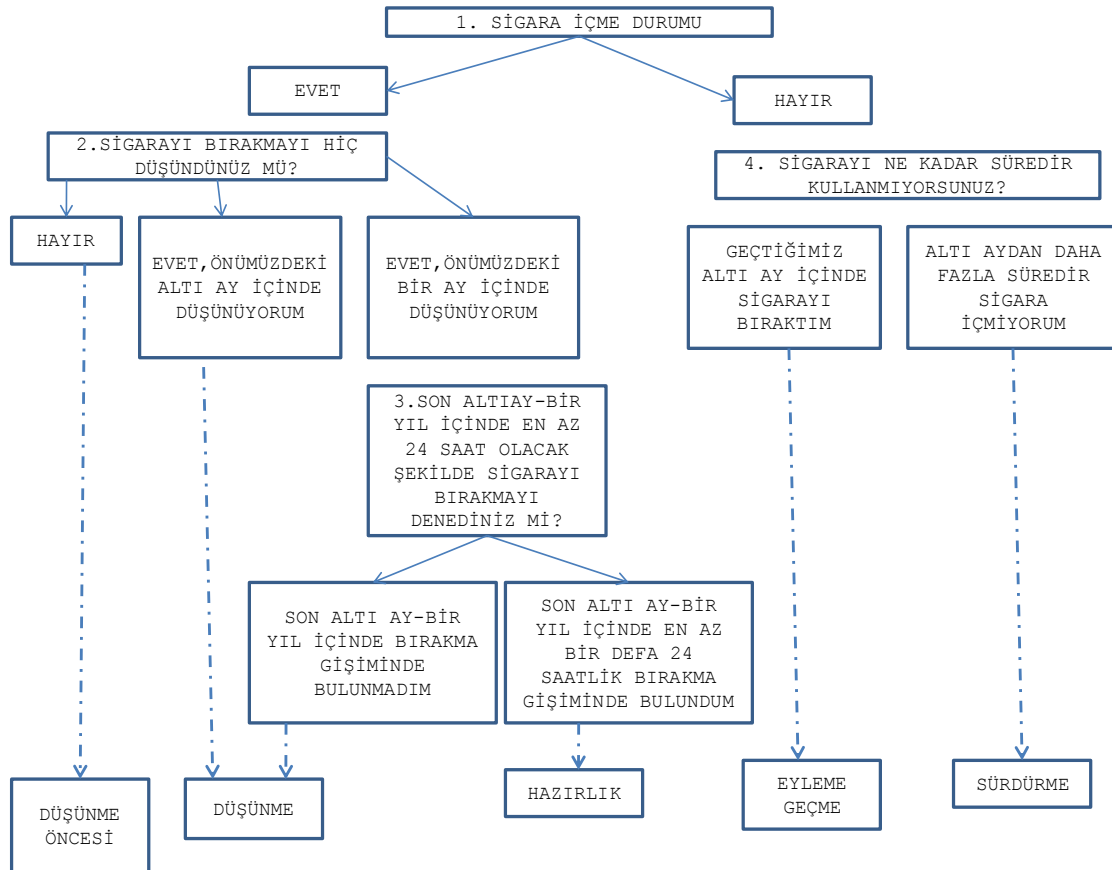 1. SİGARA İÇME DURUMU
EVET
HAYIR
2.SİGARAYI BIRAKMAYI HİÇ
DÜŞÜNDÜNÜZ MÜ?
4. SİGARAYI NE KADAR SÜREDİR
KULLANMIYORSUNUZ?
HAYIR
EVET,ÖNÜMÜZDEKİ
ALTI AY İÇİNDE
DÜŞÜNÜYORUM
EVET,ÖNÜMÜZDEKİ
BİR AY İÇİNDE
DÜŞÜNÜYORUM
GEÇTİĞİMİZ
ALTI AY İÇİNDE
SİGARAYI
BIRAKTIM
ALTI AYDAN DAHA
FAZLA SÜREDİR
SİGARA
İÇMİYORUM
3.SON ALTIAY-BİR
YIL İÇİNDE EN AZ
24 SAAT OLACAK
ŞEKİLDE SİGARAYI
BIRAKMAYI
DENEDİNİZ Mİ?
SON ALTI AY-BİR
YIL İÇİNDE BIRAKMA
GİŞİMİNDE
BULUNMADIM
SON ALTI AY-BİR
YIL İÇİNDE EN AZ
BİR DEFA 24
SAATLİK BIRAKMA
GİŞİMİNDE BULUNDUM
DÜŞÜNME
ÖNCESİ
DÜŞÜNME
HAZIRLIK
EYLEME
GEÇME
SÜRDÜRME